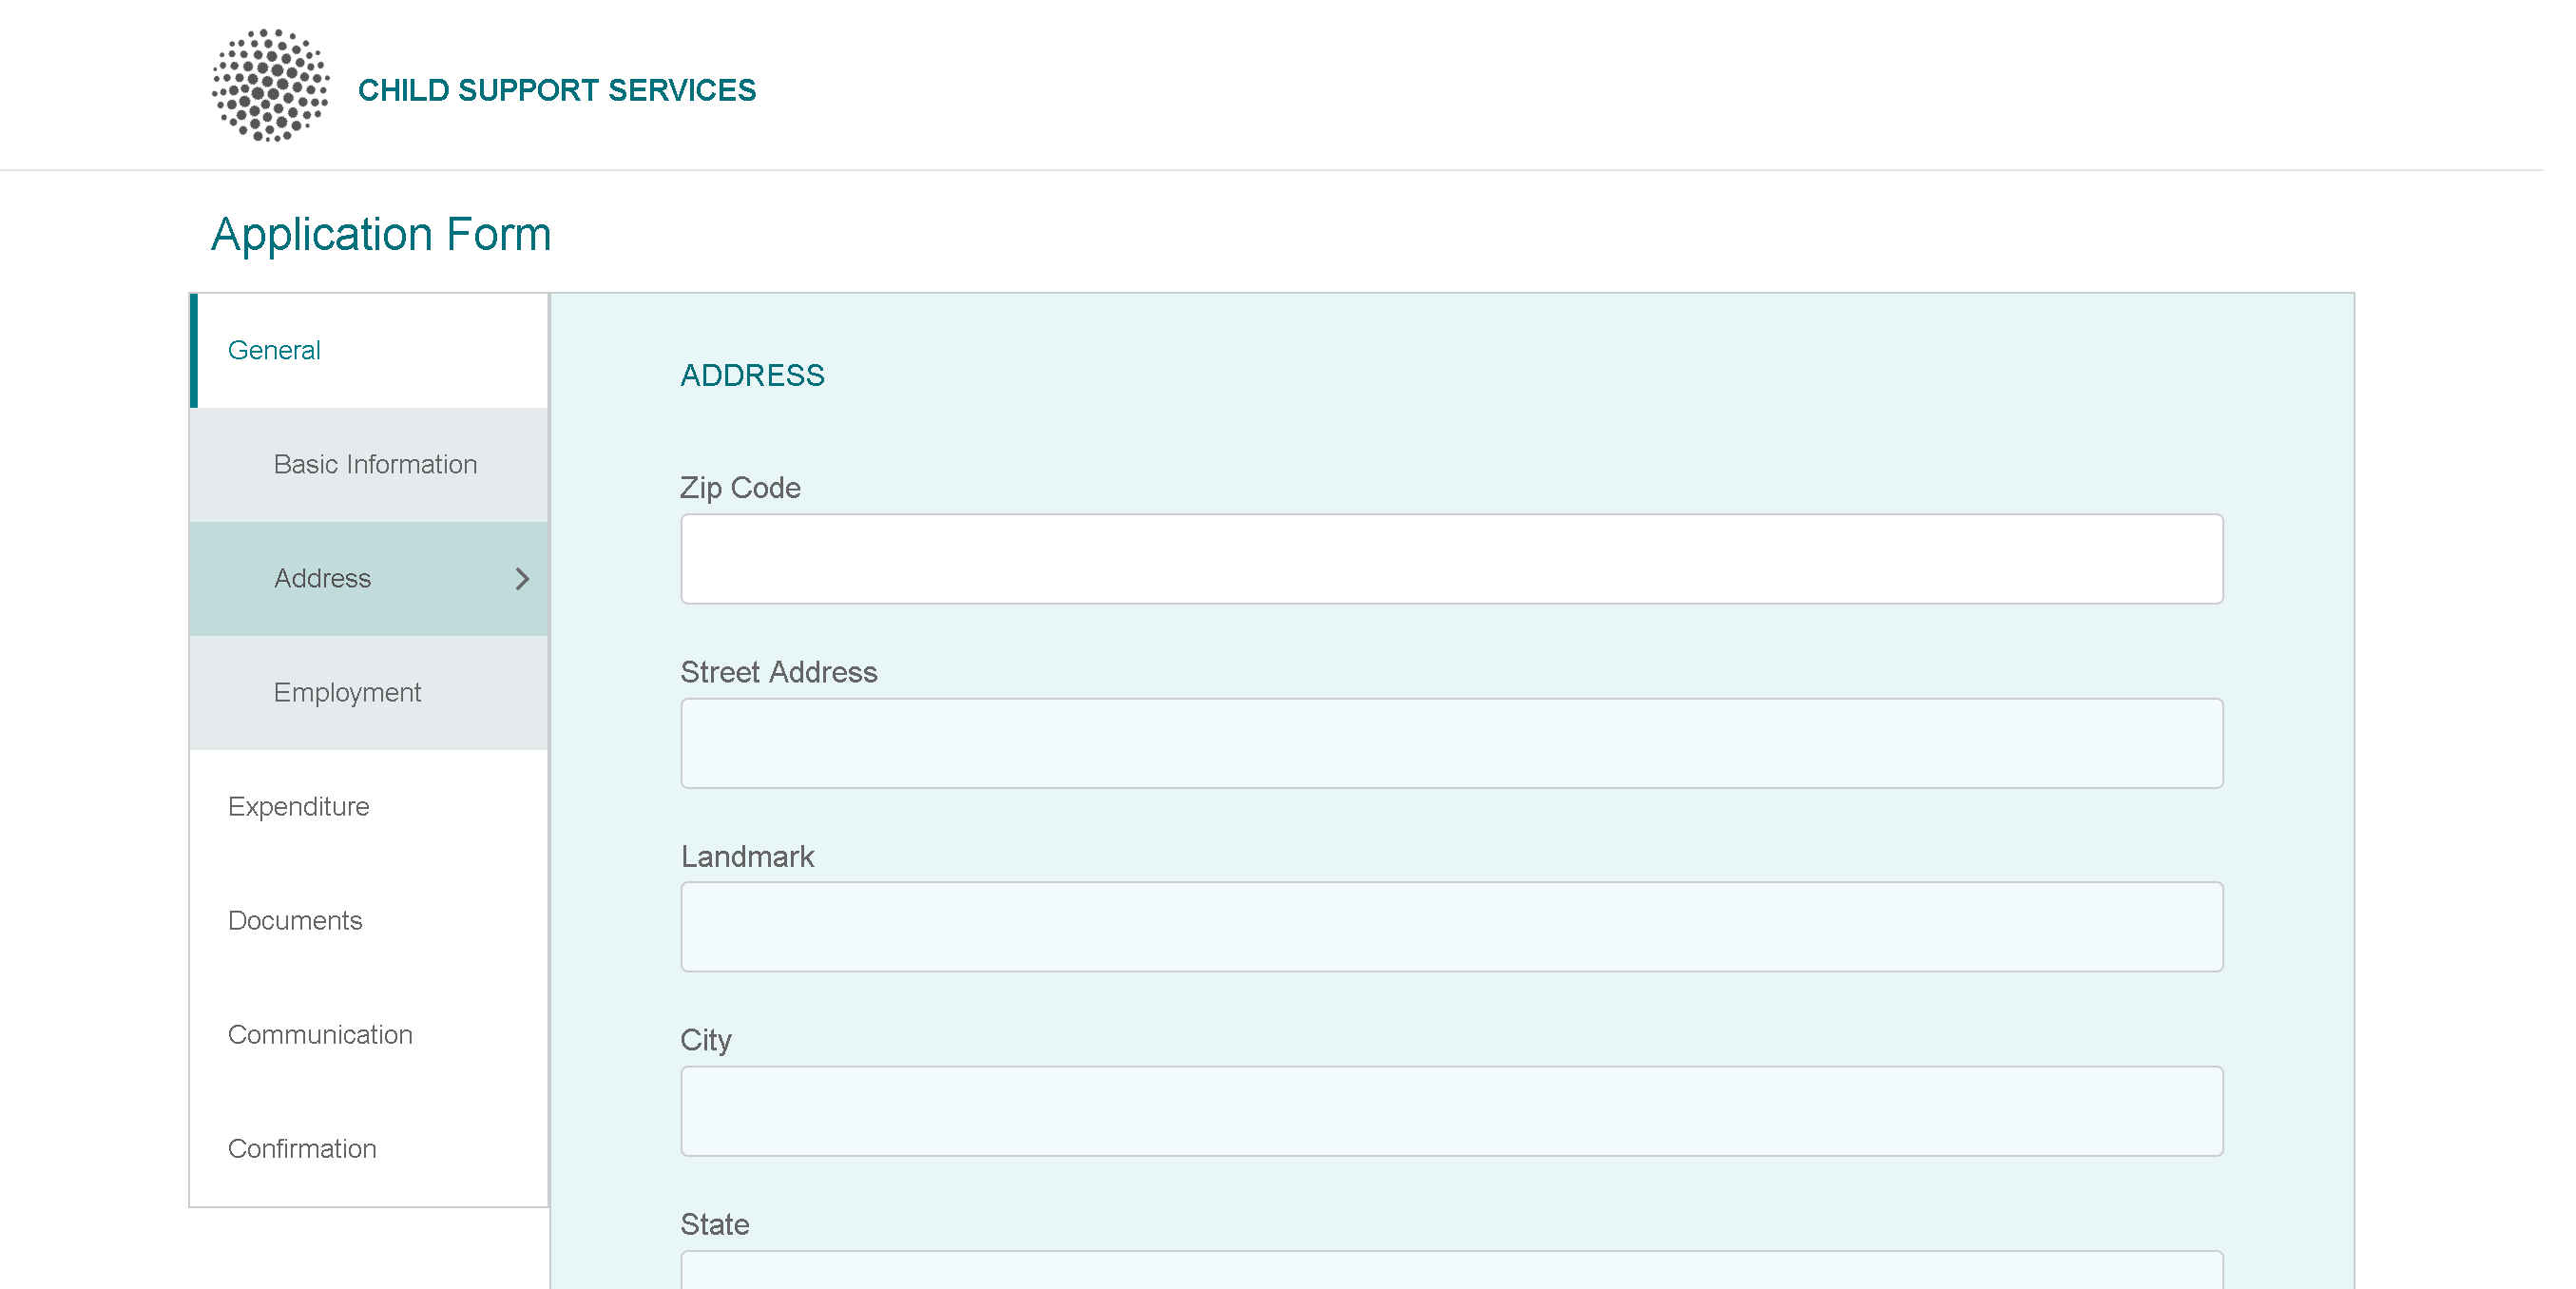 CHILD SUPPORT SERVICES
Application Form
General
Basic Information
Address
Employment
Expenditure
Documents
Communication
Confirmation
ADDRESS
Zip Code
Street Address
Landmark
City
State